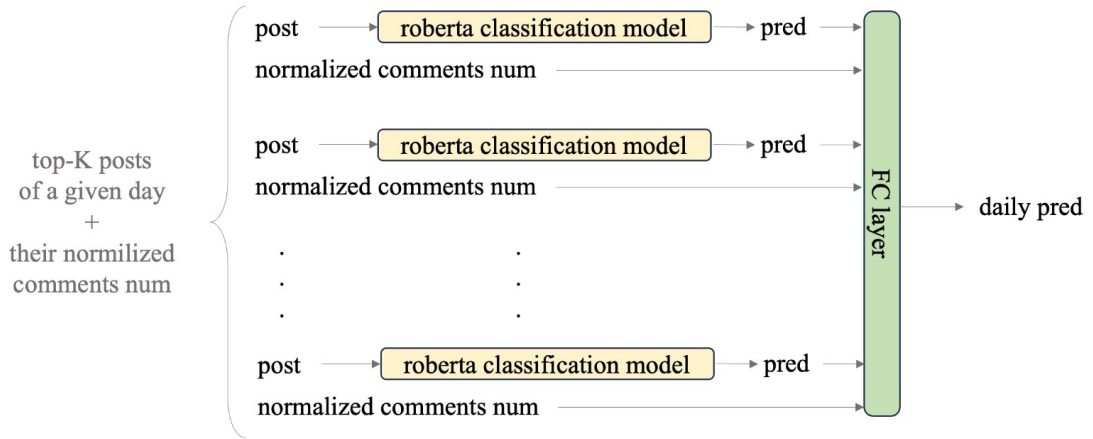 post
roberta classification model
pred
normalized comments num
post
roberta classification model
pred
normalized comments num
top-K posts
of a given day
+
their normilized
comments num
FC layer
daily pred
post
roberta classification model
pred
normalized comments num